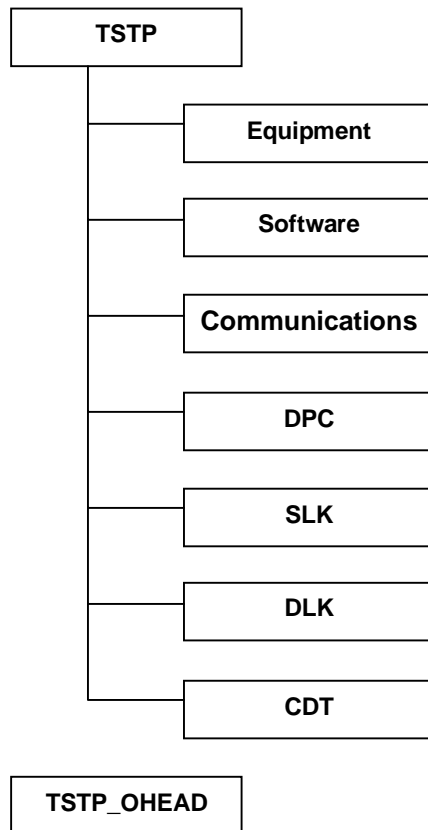 TSTP
Equipment
Software
Communications
DPC
SLK
DLK
CDT
TSTP_OHEAD